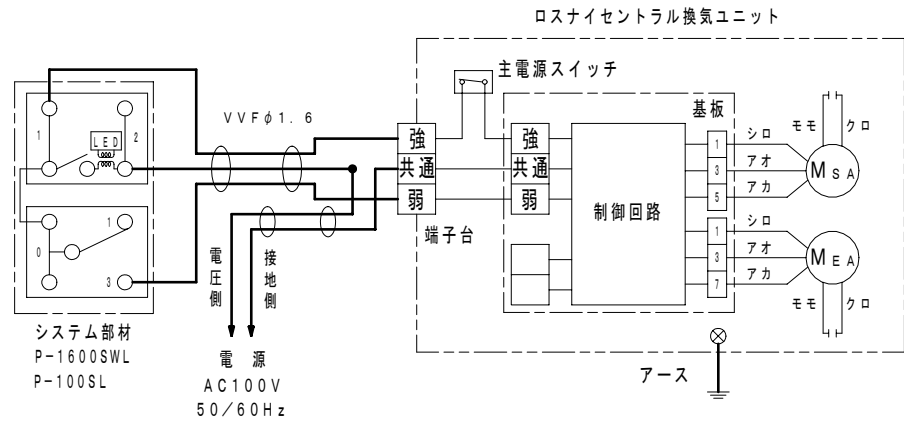 ロスナイセントラル換気ユニット
主電源スイッチ
基板
VVFφ1.6
1
2
LED
0
1
3
強
共通
弱
端子台
強
共通
弱
制御回路
1
3
5
1
3
7
シロ
アオ
アカ
シロ
アオ
アカ
モモ
クロ
MSA
MEA
モモ
クロ
電圧側
接地側
システム部材
P-1600SWL
P-100SL
電源
AC100V
50/60Hz
アース